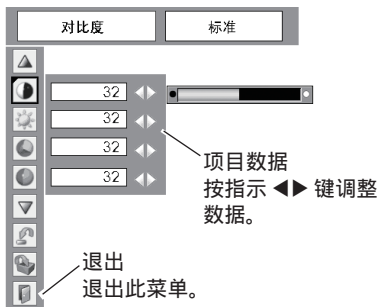 对比度
标准
32
32
32
32
项目数据
按指示 ◀▶ 键调整
数据。
退出
退出此菜单。